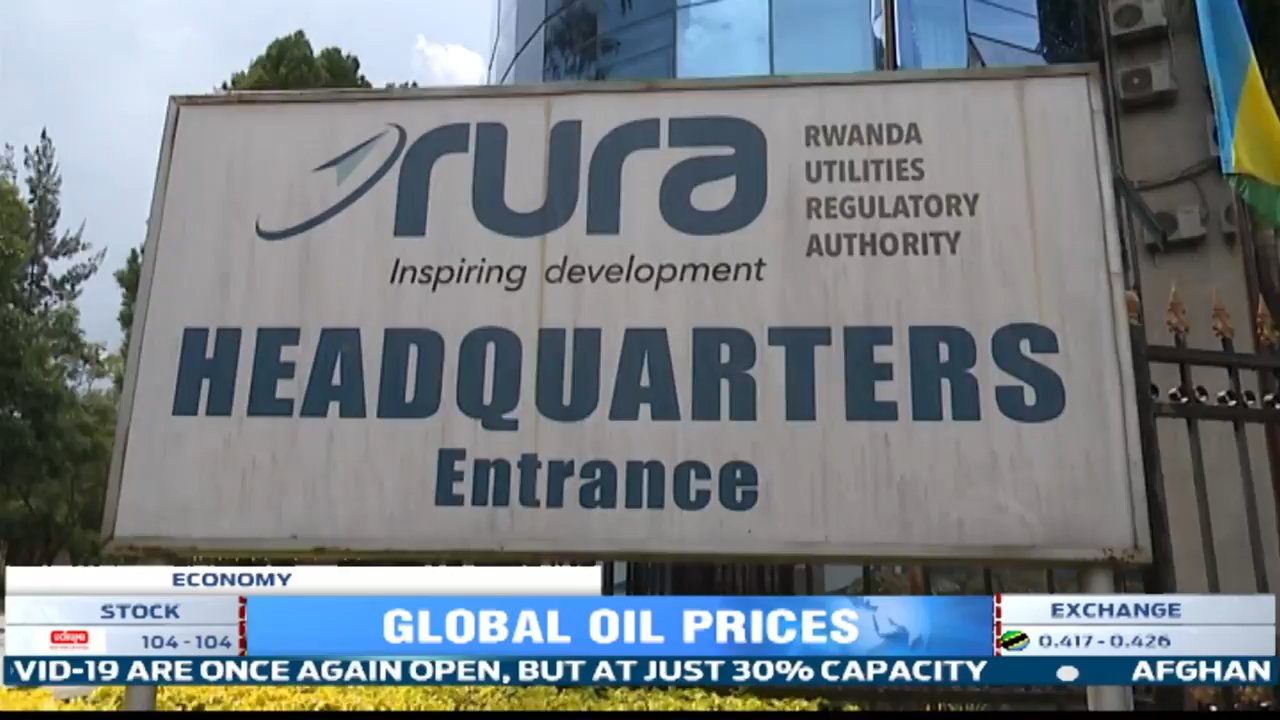 rura
RWANDA
UTILITIES
REGULATORY
AUTHORITY
Inspiring development
HEADQUARTERS
Entrance
ECONOMY
STOCK
104 - 104
GLOBAL OIL PRICES
EXCHANGE
0.417 - 0.426
VID-19 ARE ONCE AGAIN OPEN, BUT AT JUST 30% CAPACITY
AFGHAN